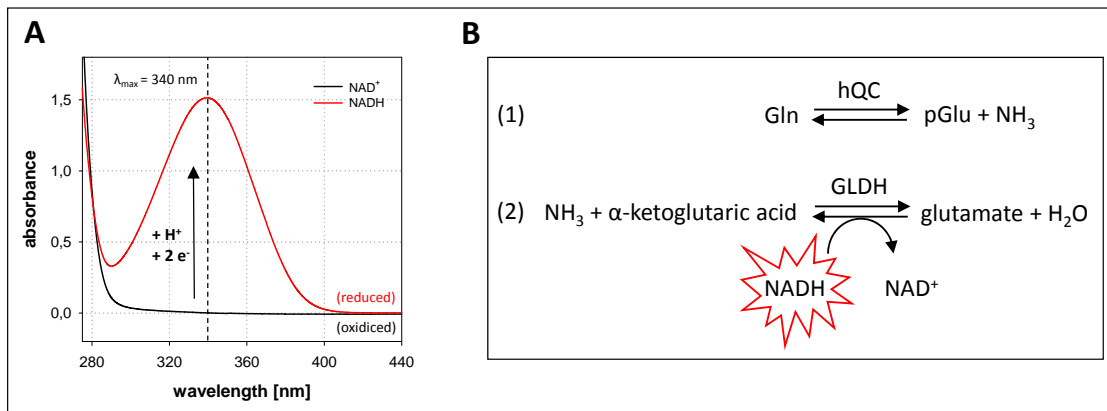 A
λmax = 340 nm
NAD⁺
NADH
1,5
1,0
0,5
0,0
absorbance
+ H⁺
+ 2 e⁻
(reduced)
(oxidiced)
280 320 360 400 440
wavelength [nm]
B
(1) Gln hQC pGlu + NH₃
(2) NH₃ + α-ketoglutaric acid GLDH glutamate + H₂O
NADH NAD⁺